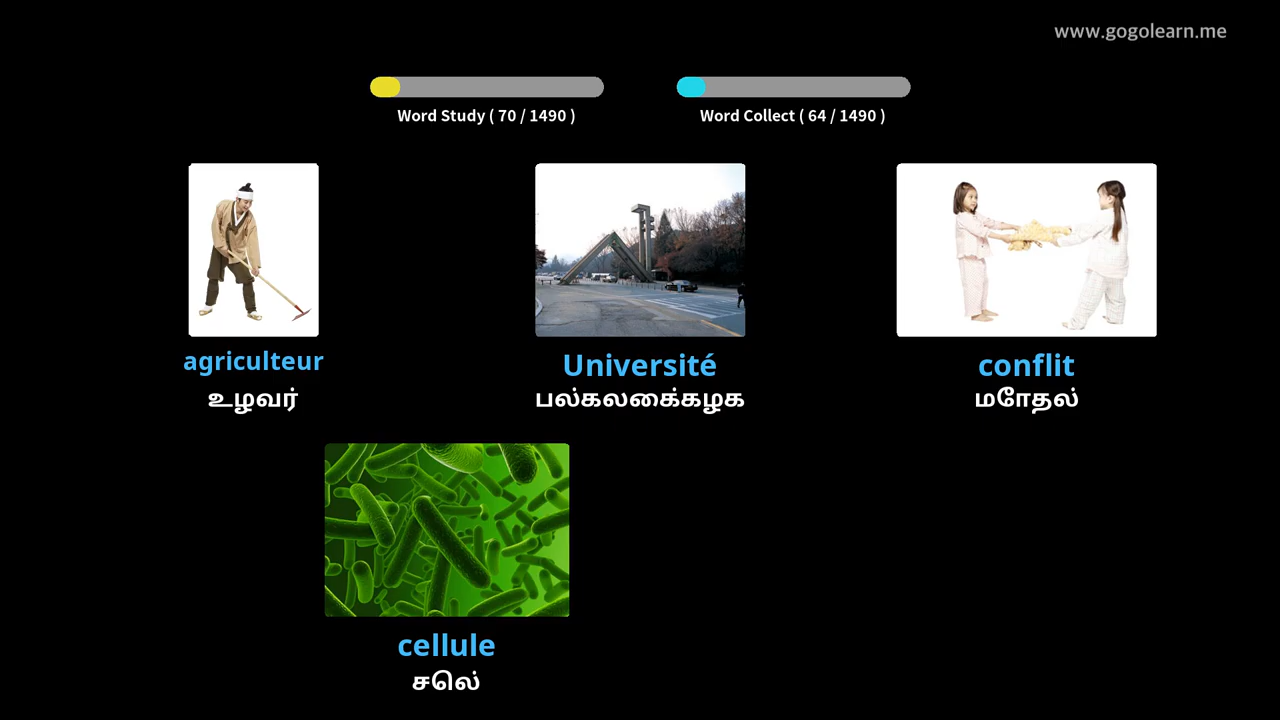 www.gogolearn.me
Word Study ( 70 / 1490 )
Word Collect ( 64 / 1490 )
agriculteur
உழவர்
Université
பல்கலைக்கழக
conflit
மோதல்
cellule
செல்